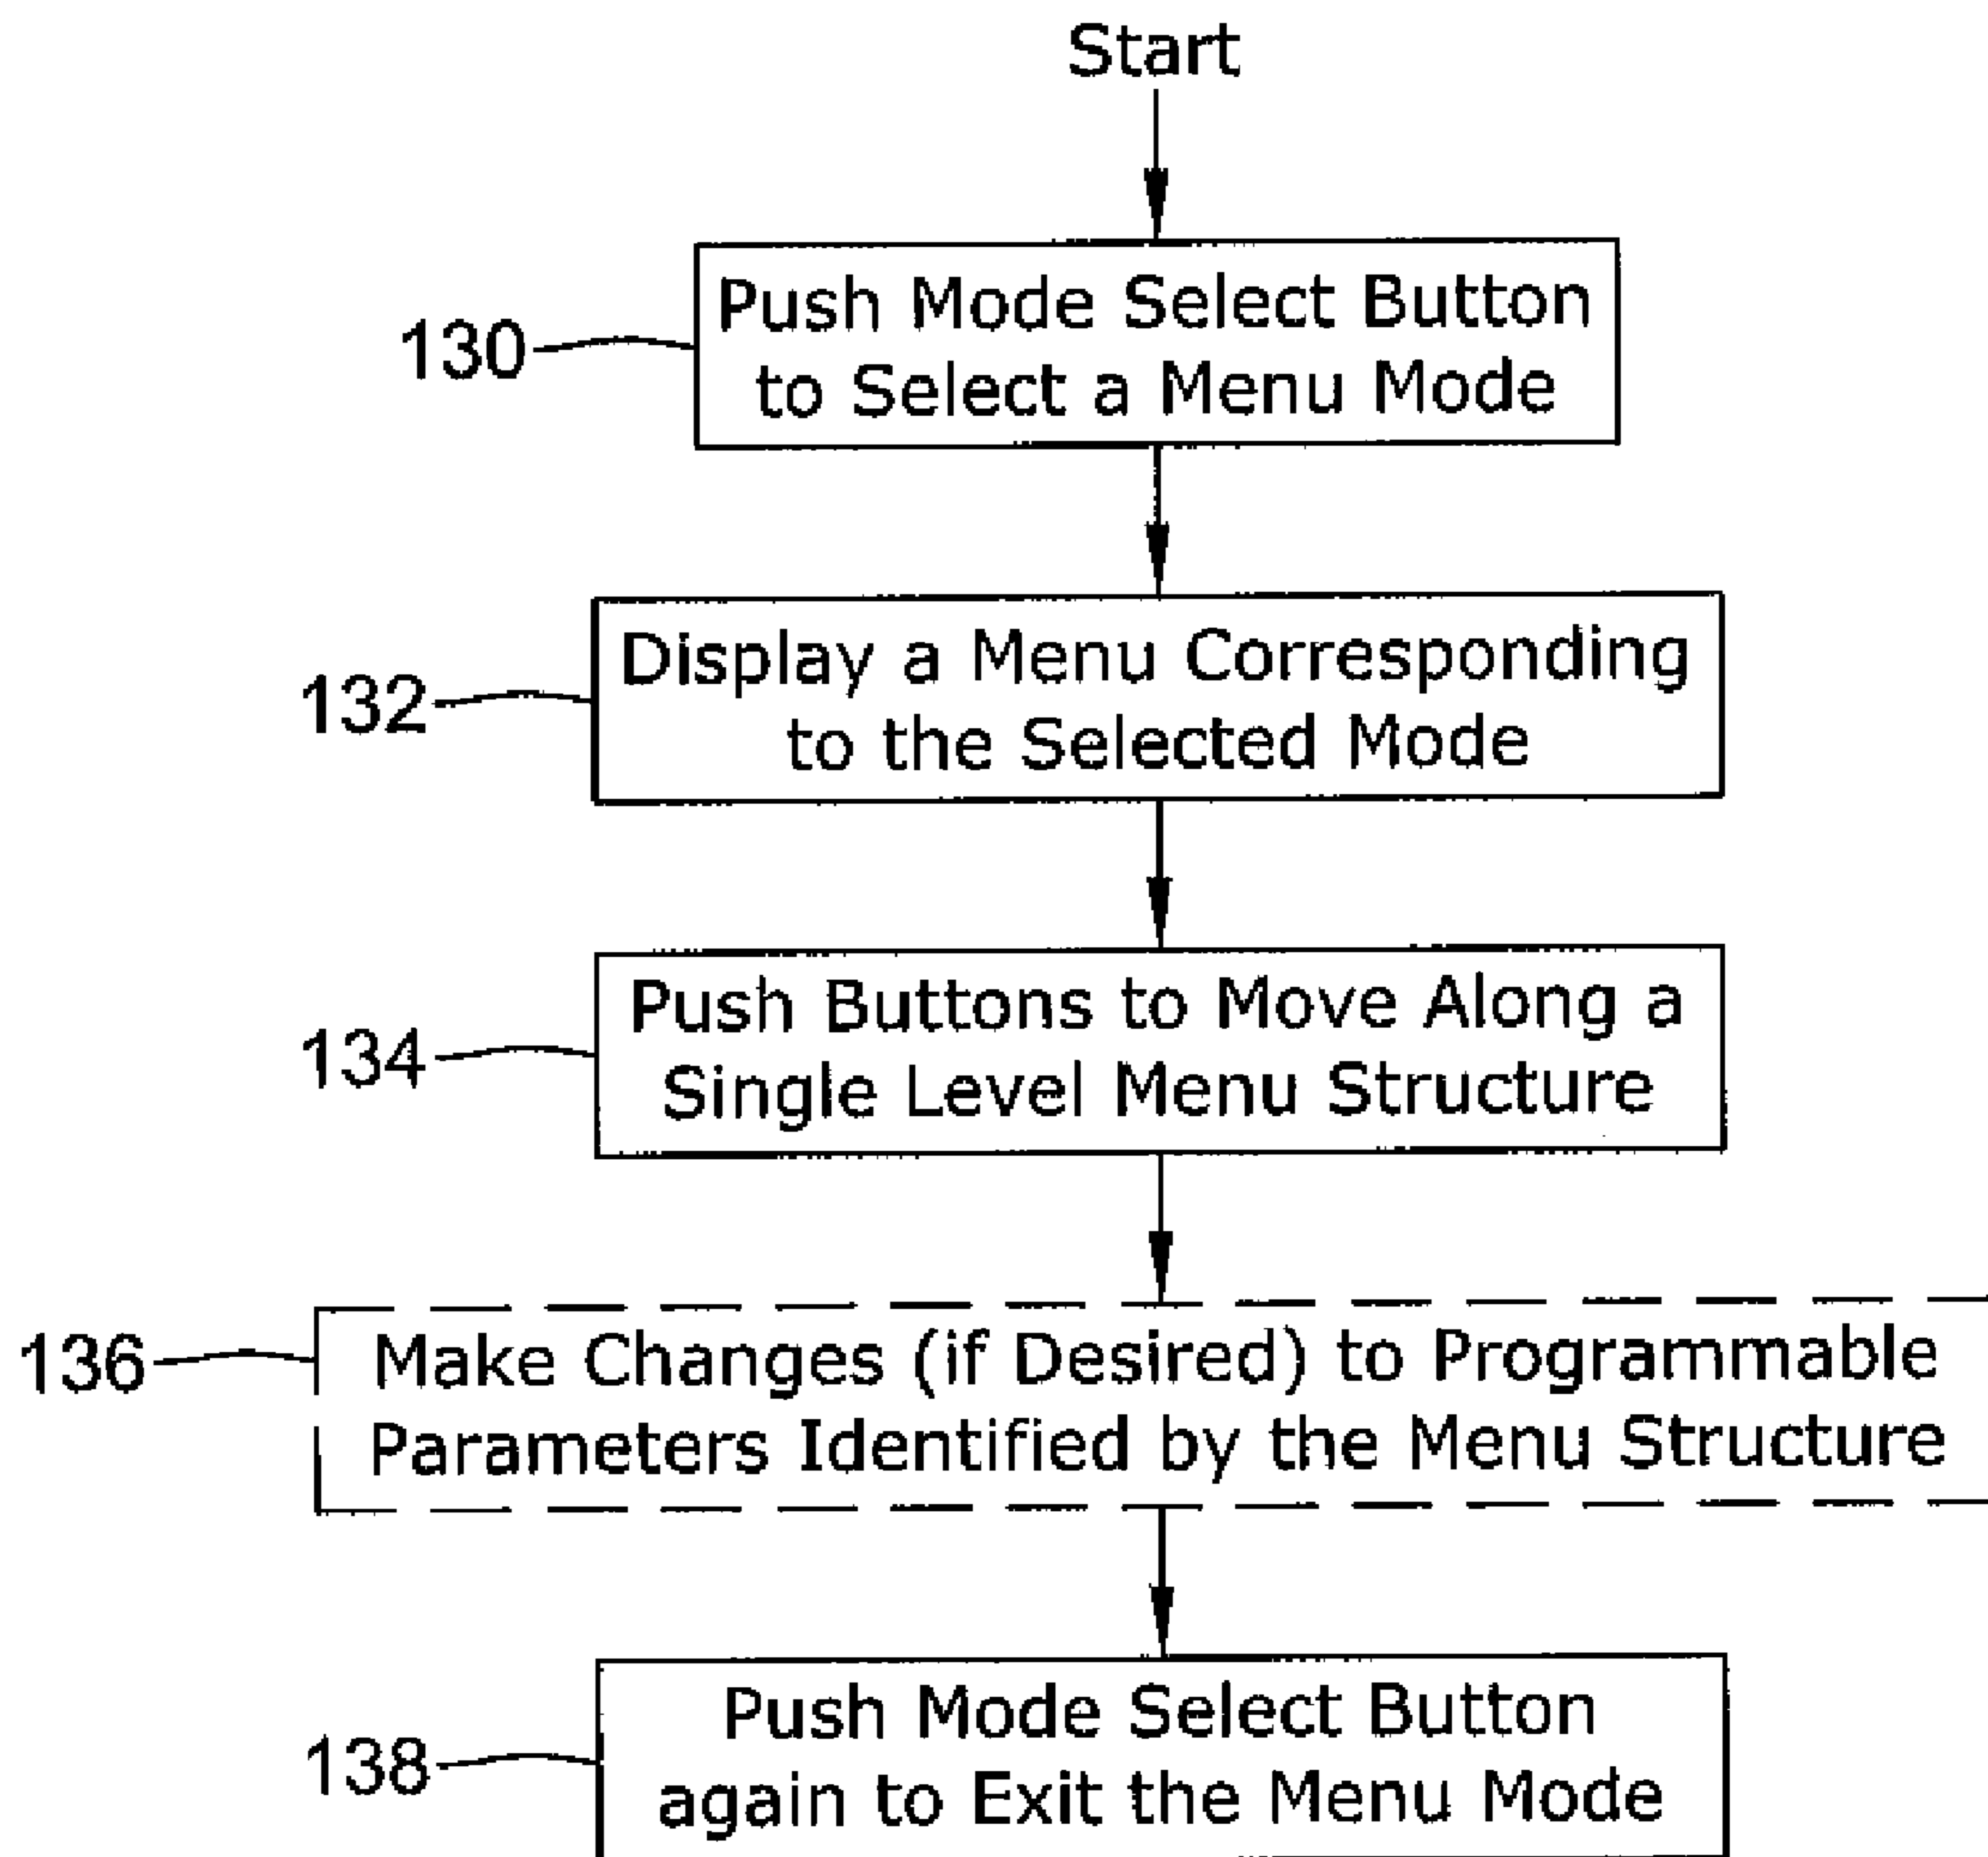 Start
130
Push Mode Select Button
to Select a Menu Mode
132
Display a Menu Corresponding
to the Selected Mode
134
Push Buttons to Move Along a
Single Level Menu Structure
136
Make Changes (if Desired) to Programmable
Parameters Identified by the Menu Structure
138
Push Mode Select Button
again to Exit the Menu Mode